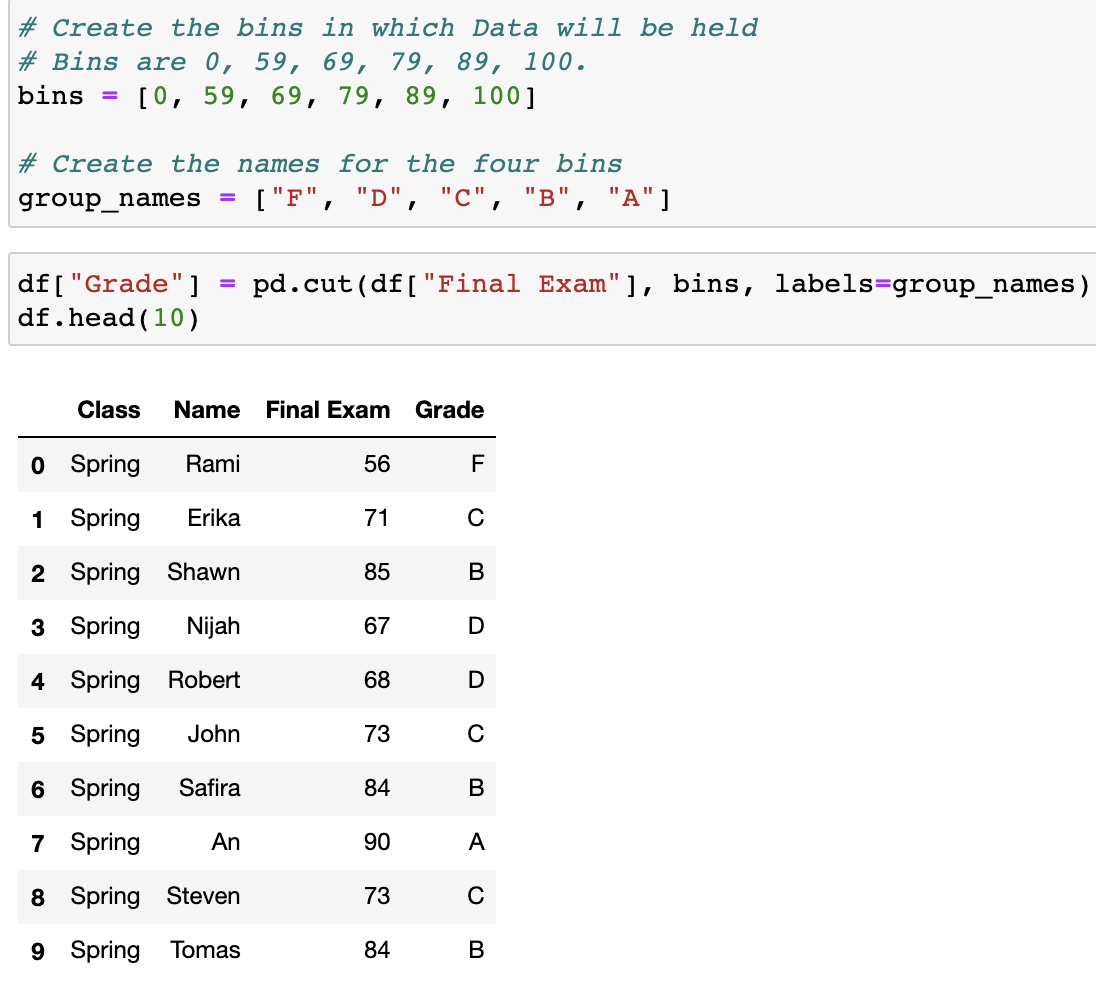 # Create the bins in which Data will be held
# Bins are 0, 59, 69, 79, 89, 100.
bins = [0, 59, 69, 79, 89, 100]
# Create the names for the four bins
group_names = ["F", "D", "C", "B", "A"]
df["Grade"] = pd.cut(df["Final Exam"], bins, labels=group_names)
df.head(10)
Class Name Final Exam Grade
0 Spring Rami 56 F
1 Spring Erika 71 C
2 Spring Shawn 85 B
3 Spring Nijah 67 D
4 Spring Robert 68 D
5 Spring John 73 C
6 Spring Safira 84 B
7 Spring An 90 A
8 Spring Steven 73 C
9 Spring Tomas 84 B